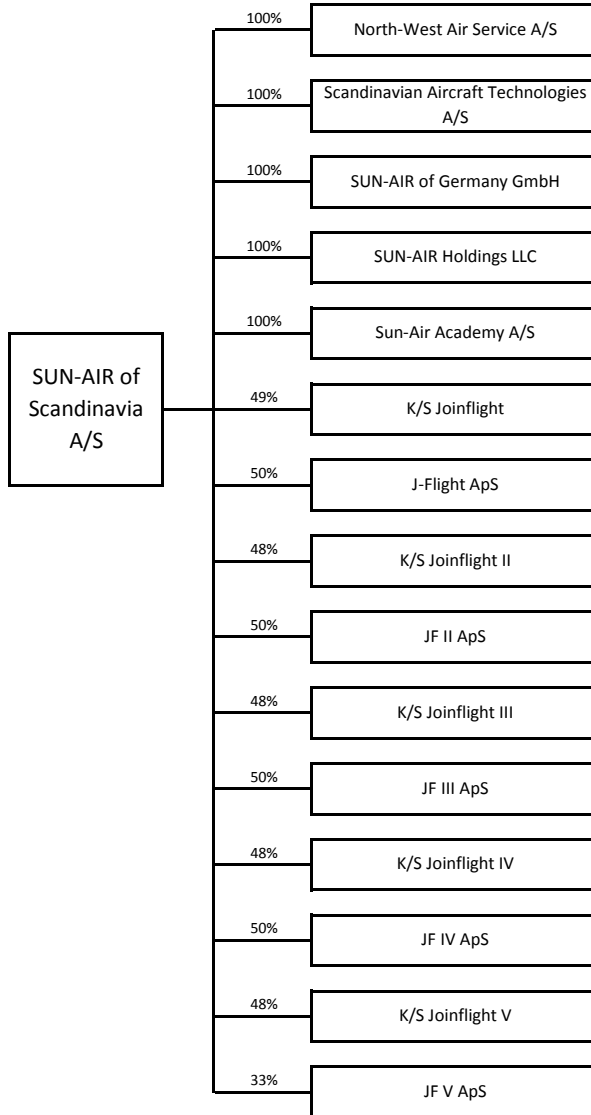 100%
North-West Air Service A/S
100%
Scandinavian Aircraft Technologies
A/S
100%
SUN-AIR of Germany GmbH
100%
SUN-AIR Holdings LLC
100%
Sun-Air Academy A/S
SUN-AIR of
Scandinavia
A/S
49%
K/S Joinflight
50%
J-Flight ApS
48%
K/S Joinflight II
50%
JF II ApS
48%
K/S Joinflight III
50%
JF III ApS
48%
K/S Joinflight IV
50%
JF IV ApS
48%
K/S Joinflight V
33%
JF V ApS